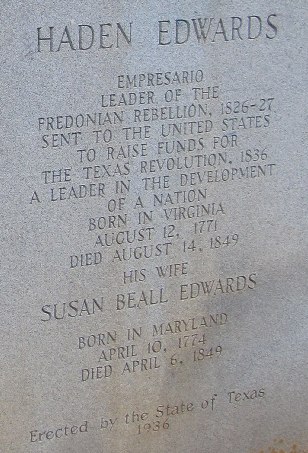 HADEN EDWARDS
EMPRESARIO
LEADER OF THE
FREDONIAN REBELLION, 1826-27
SENT TO THE UNITED STATES
TO RAISE FUNDS FOR
THE TEXAS REVOLUTION, 1836
A LEADER IN THE DEVELOPMENT
OF A NATION
BORN IN VIRGINIA
AUGUST 12, 1771
DIED AUGUST 14, 1849
HIS WIFE
SUSAN BEALL EDWARDS
BORN IN MARYLAND
APRIL 10, 1774
DIED APRIL 6, 1849
Erected by the State of Texas
1936